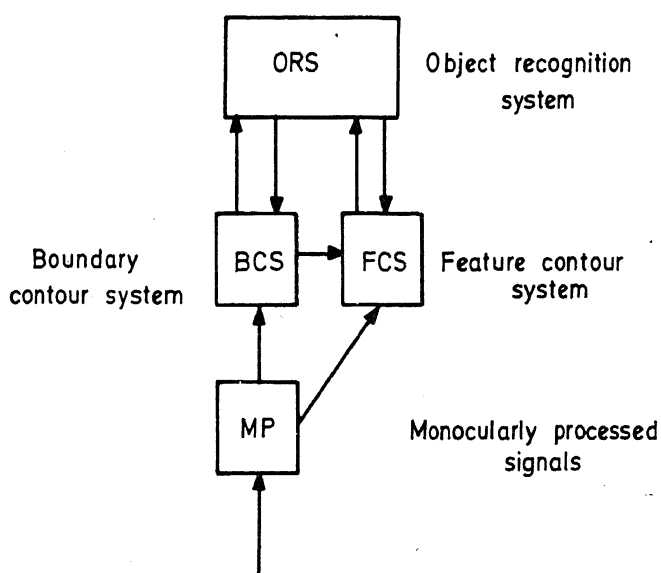 ORS
Object recognition
system
Boundary
contour system
BCS
FCS
Feature contour
system
MP
Monocularly processed
signals